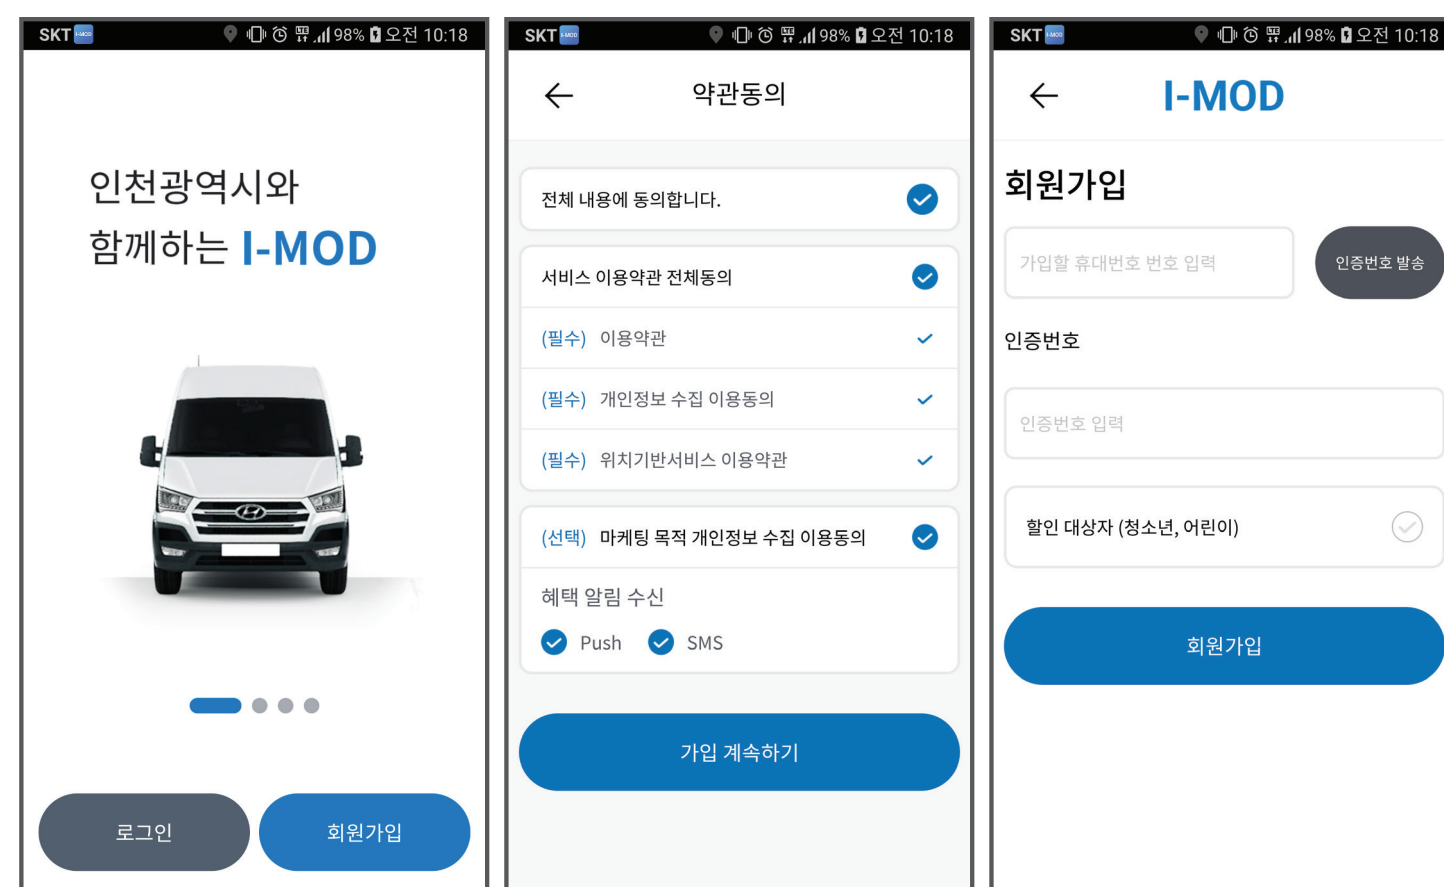 SKT I-MOD 98% 오전 10:18
인천광역시와
함께하는 I-MOD
로그인
회원가입
SKT I-MOD 98% 오전 10:18
약관동의
전체 내용에 동의합니다.
서비스 이용약관 전체동의
(필수) 이용약관
(필수) 개인정보 수집 이용동의
(필수) 위치기반서비스 이용약관
(선택) 마케팅 목적 개인정보 수집 이용동의
혜택 알림 수신
Push SMS
가입 계속하기
SKT I-MOD 98% 오전 10:18
I-MOD
회원가입
가입할 휴대번호 번호 입력
인증번호 발송
인증번호
인증번호 입력
할인 대상자 (청소년, 어린이)
회원가입